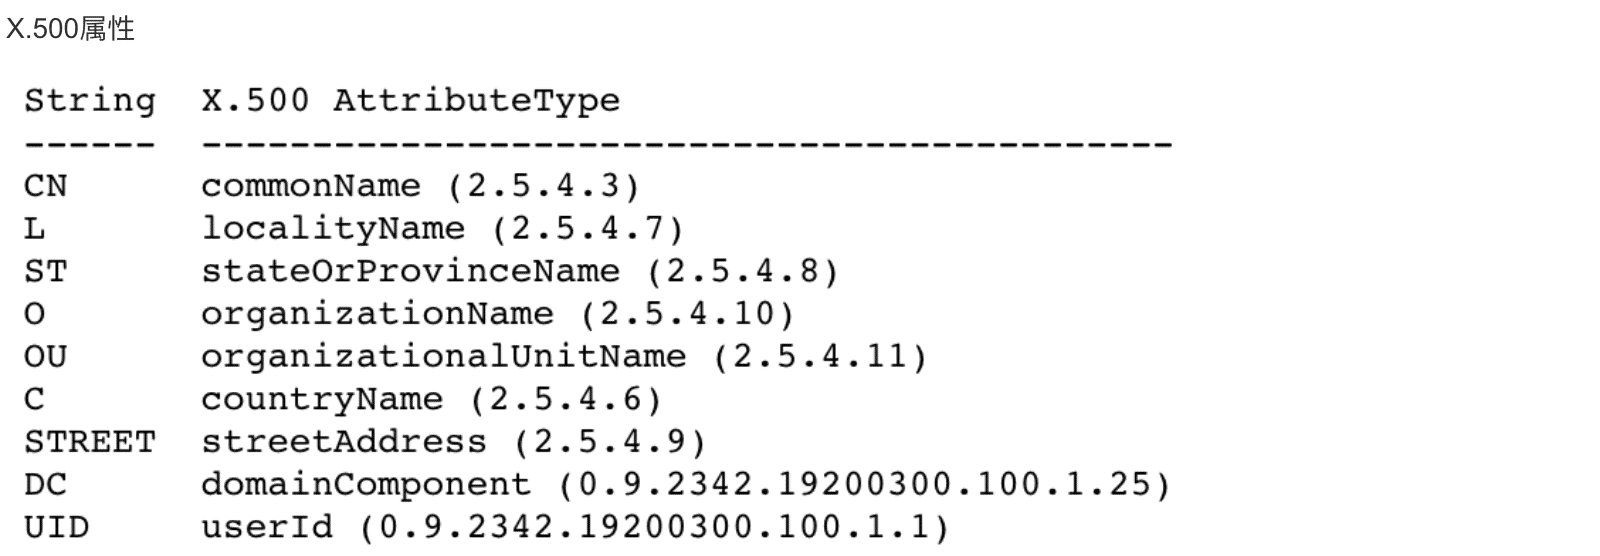 X.500属性
String  X.500 AttributeType
------  --------------------------------------------
CN      commonName (2.5.4.3)
L       localityName (2.5.4.7)
ST      stateOrProvinceName (2.5.4.8)
O       organizationName (2.5.4.10)
OU      organizationalUnitName (2.5.4.11)
C       countryName (2.5.4.6)
STREET  streetAddress (2.5.4.9)
DC      domainComponent (0.9.2342.19200300.100.1.25)
UID     userId (0.9.2342.19200300.100.1.1)